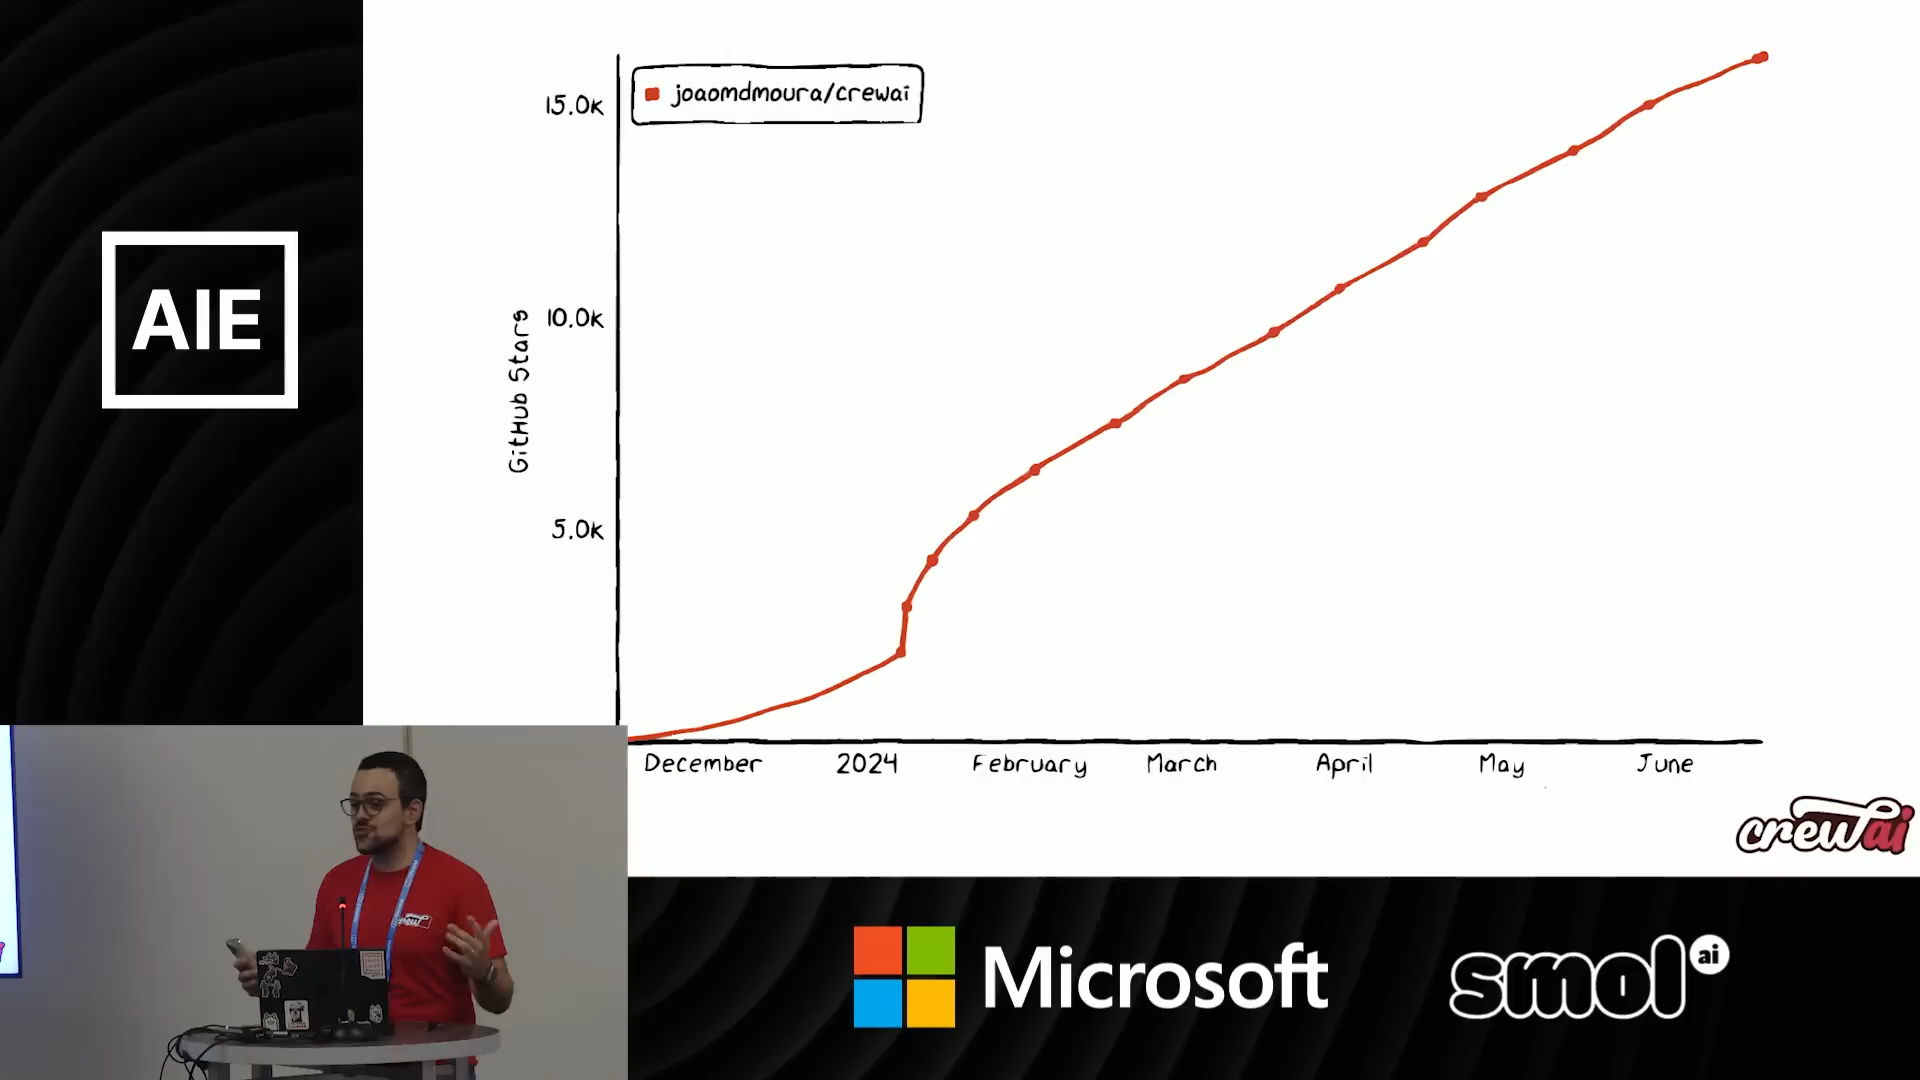 AIE
joaomdmoura/crewai
15.0K
10.0K
5.0K
GitHub Stars
December 2024 February March April May June
crewai
crew
Microsoft
smol ai